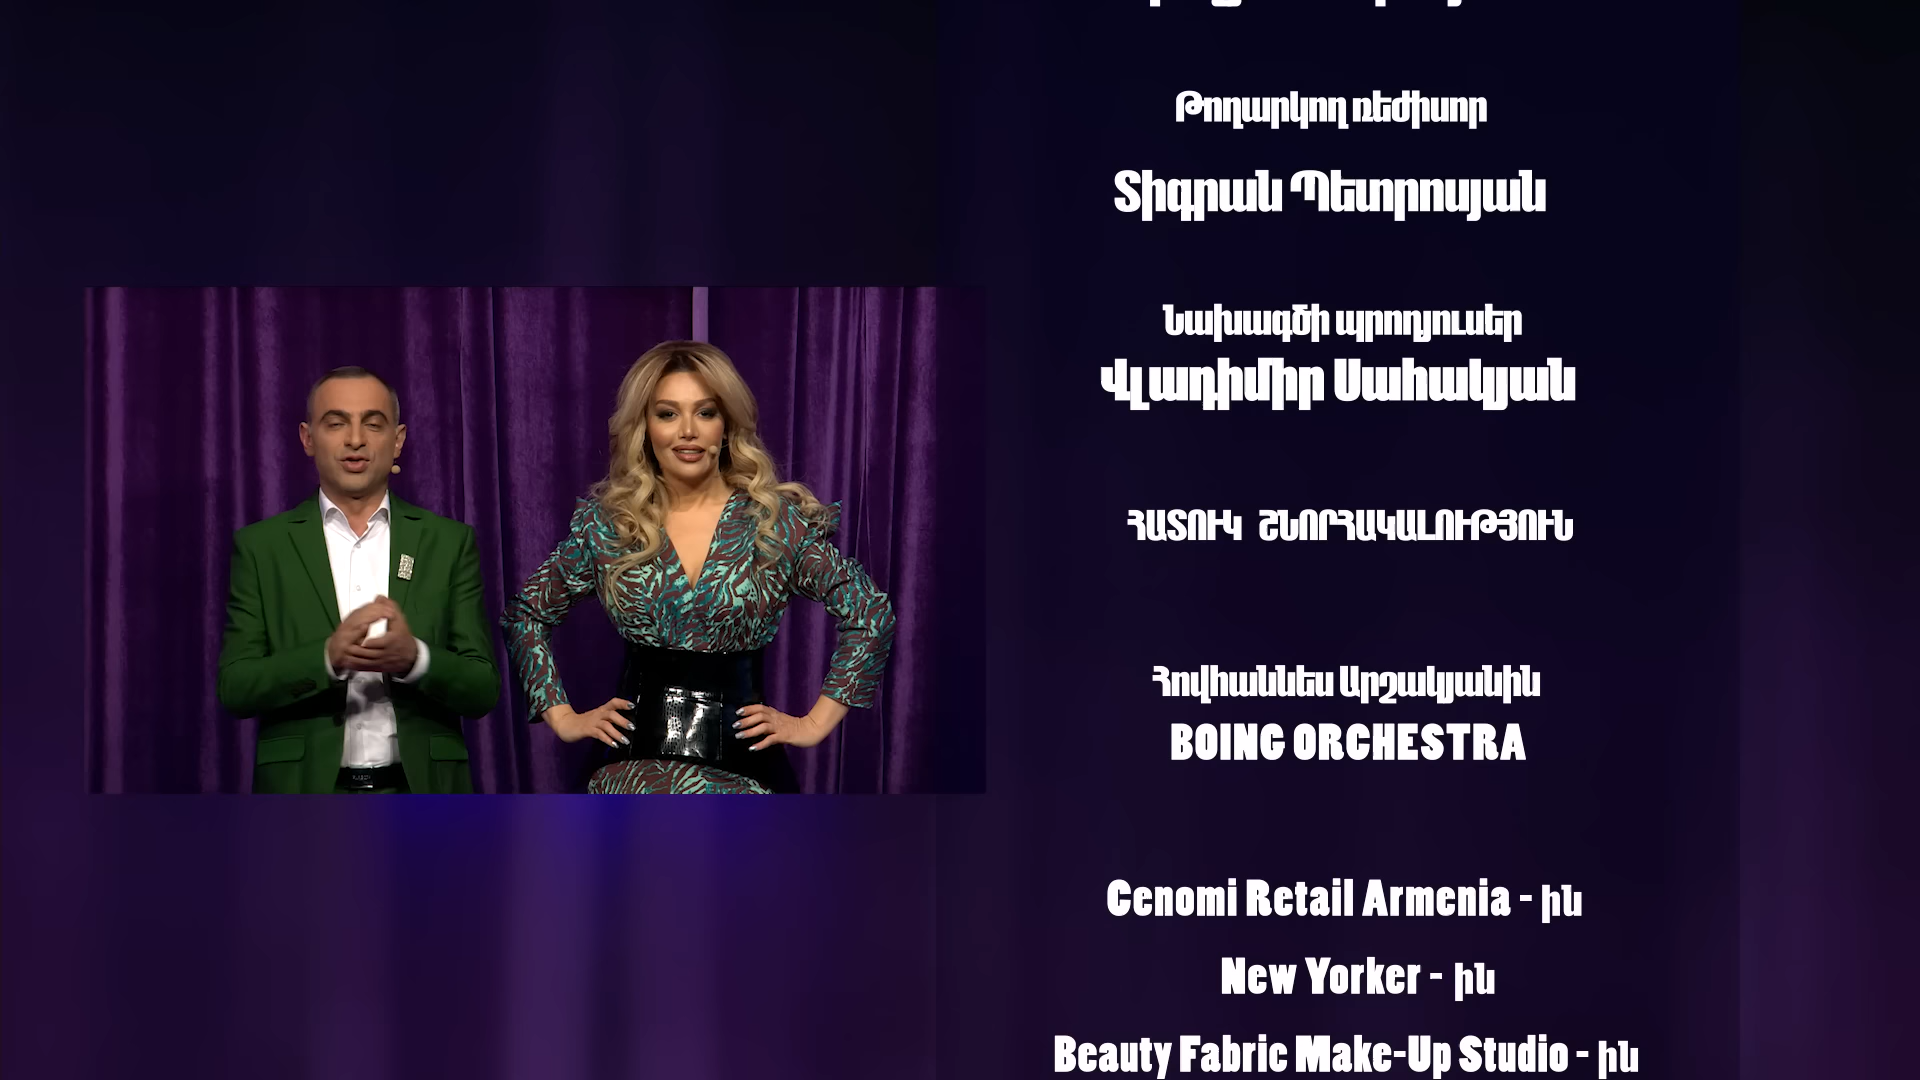 Թողարկող ռեժիսոր
Տիգրան Պետրոսյան
Նախագծի պրոդյուսեր
Վլադիմիր Սահակյան
ՀԱՏՈՒԿ ՇՆՈՐՀԱԿԱԼՈՒԹՅՈՒՆ
Հովհաննես Արշակյանին
BOING ORCHESTRA
Cenomi Retail Armenia - ին
New Yorker - ին
Beauty Fabric Make-Up Studio - ին